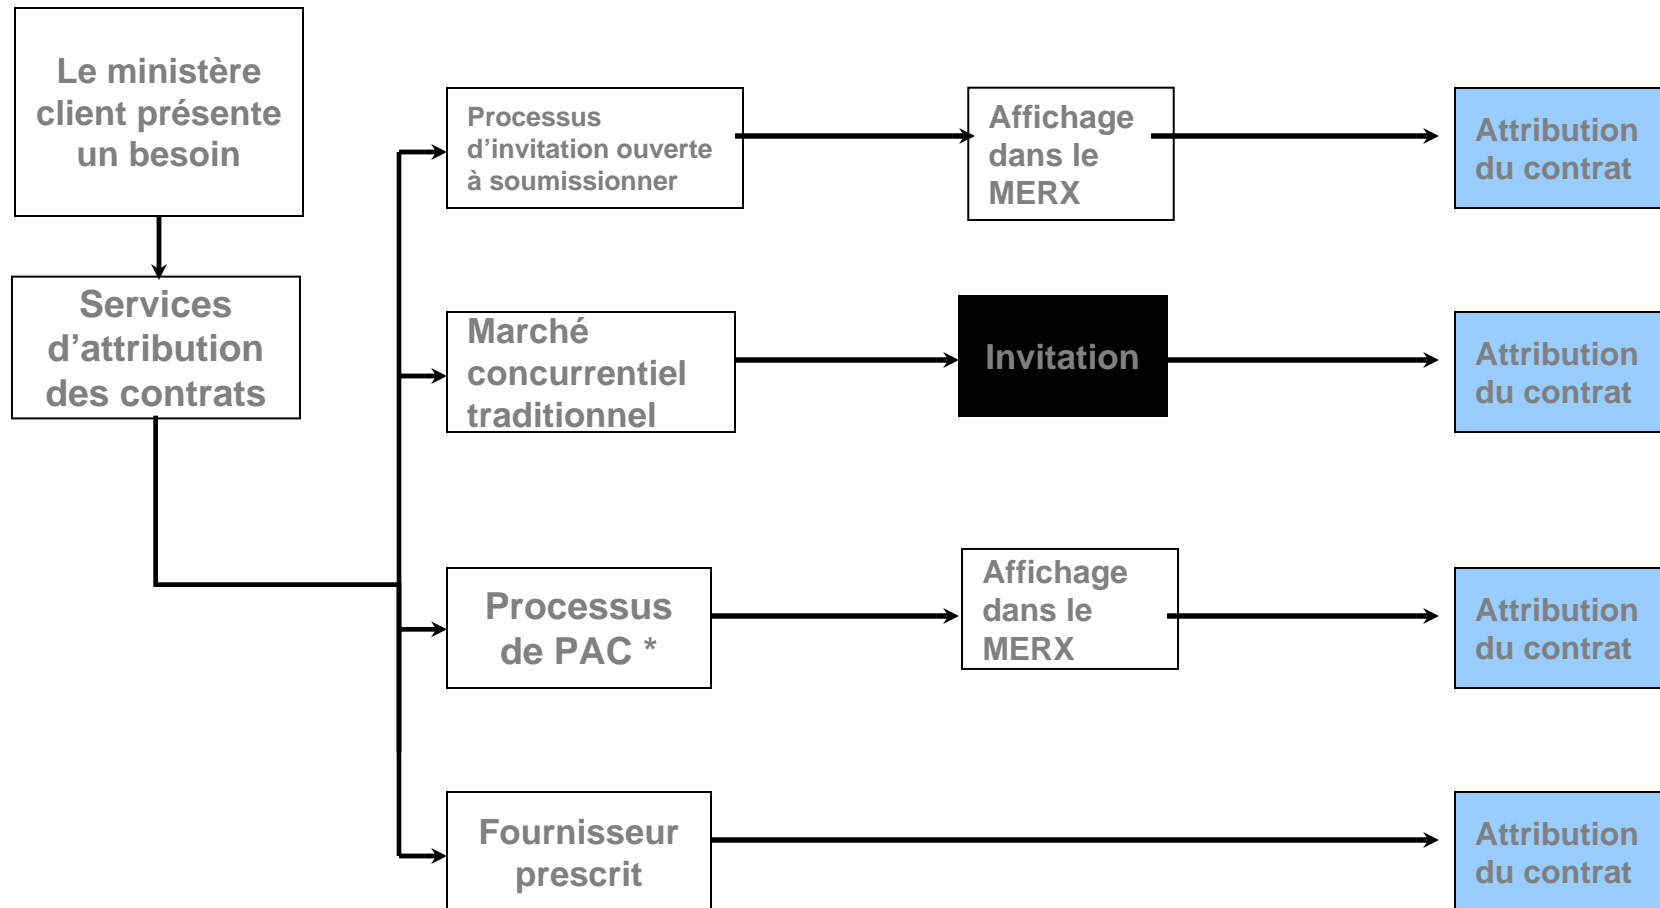 Le ministère
client présente
un besoin
Services
d’attribution
des contrats
Processus
d’invitation ouverte
à soumissionner
Affichage
dans le
MERX
Attribution
du contrat
Marché
concurrentiel
traditionnel
Invitation
Attribution
du contrat
Processus
de PAC *
Affichage
dans le
MERX
Attribution
du contrat
Fournisseur
prescrit
Attribution
du contrat